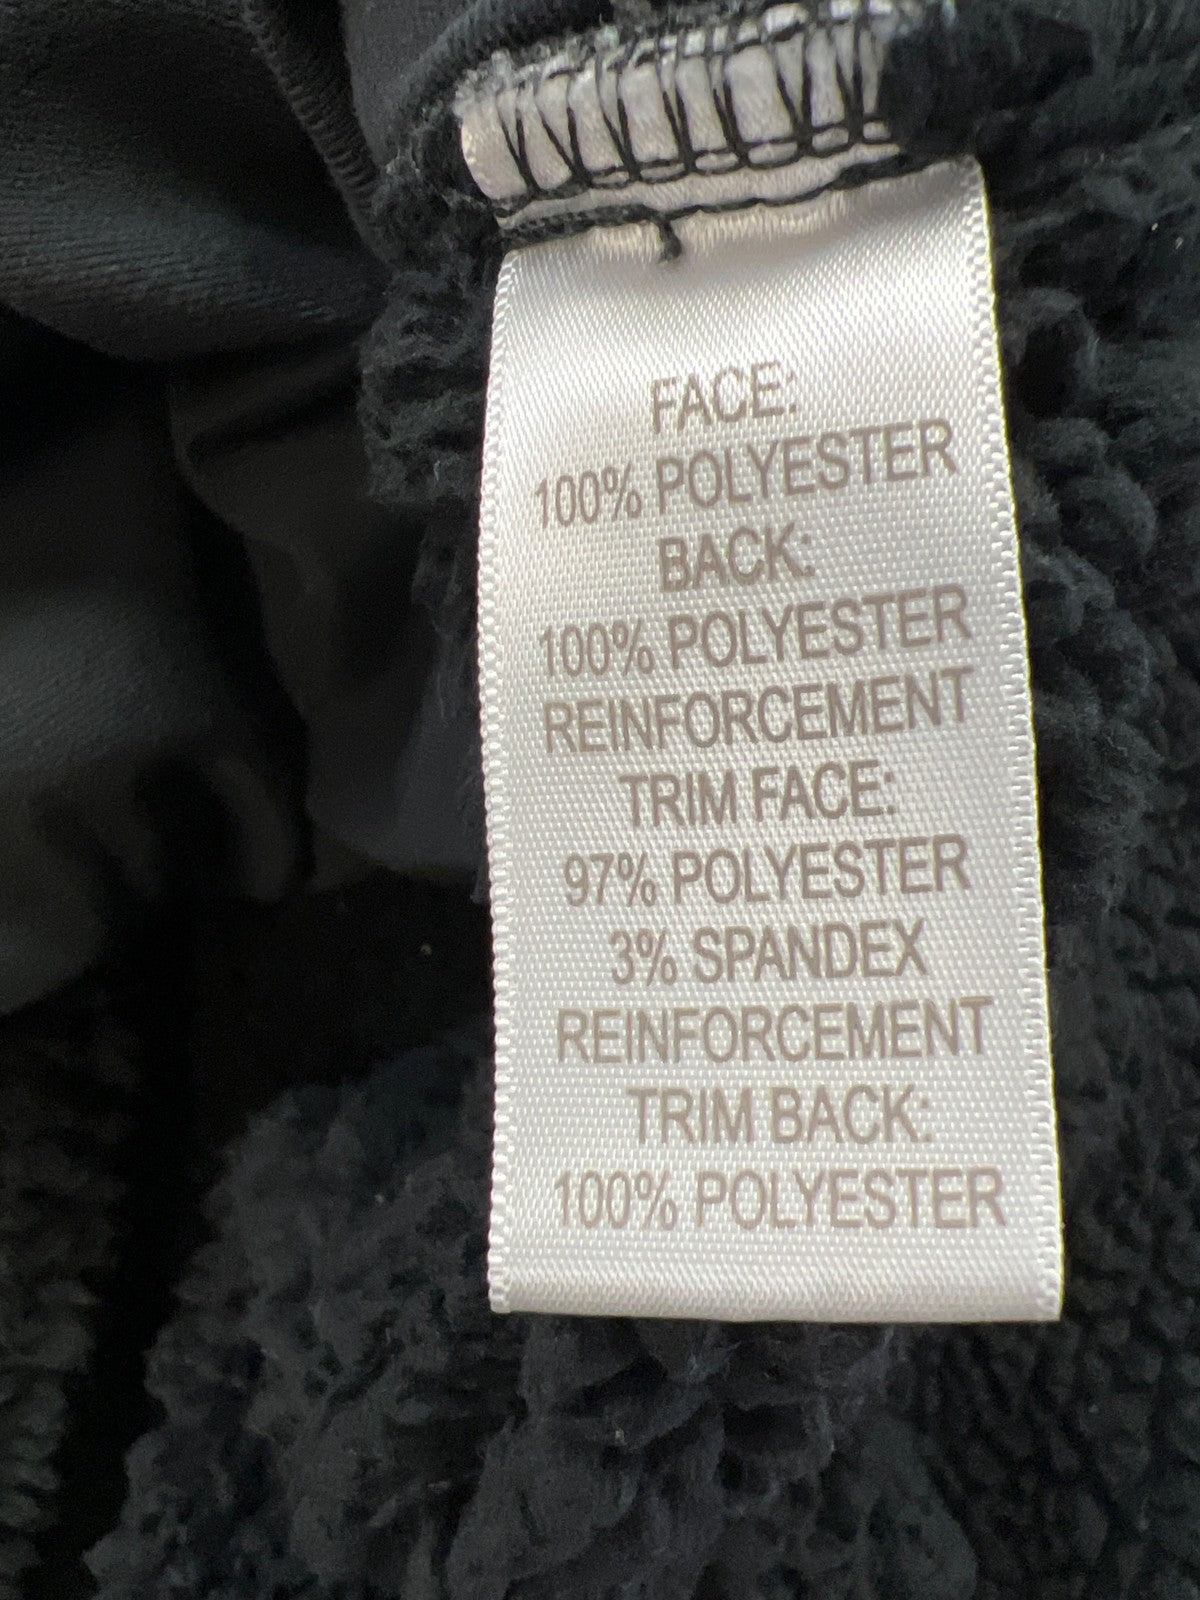 FACE:
100% POLYESTER
BACK:
100% POLYESTER
REINFORCEMENT
TRIM FACE:
97% POLYESTER
3% SPANDEX
REINFORCEMENT
TRIM BACK:
100% POLYESTER